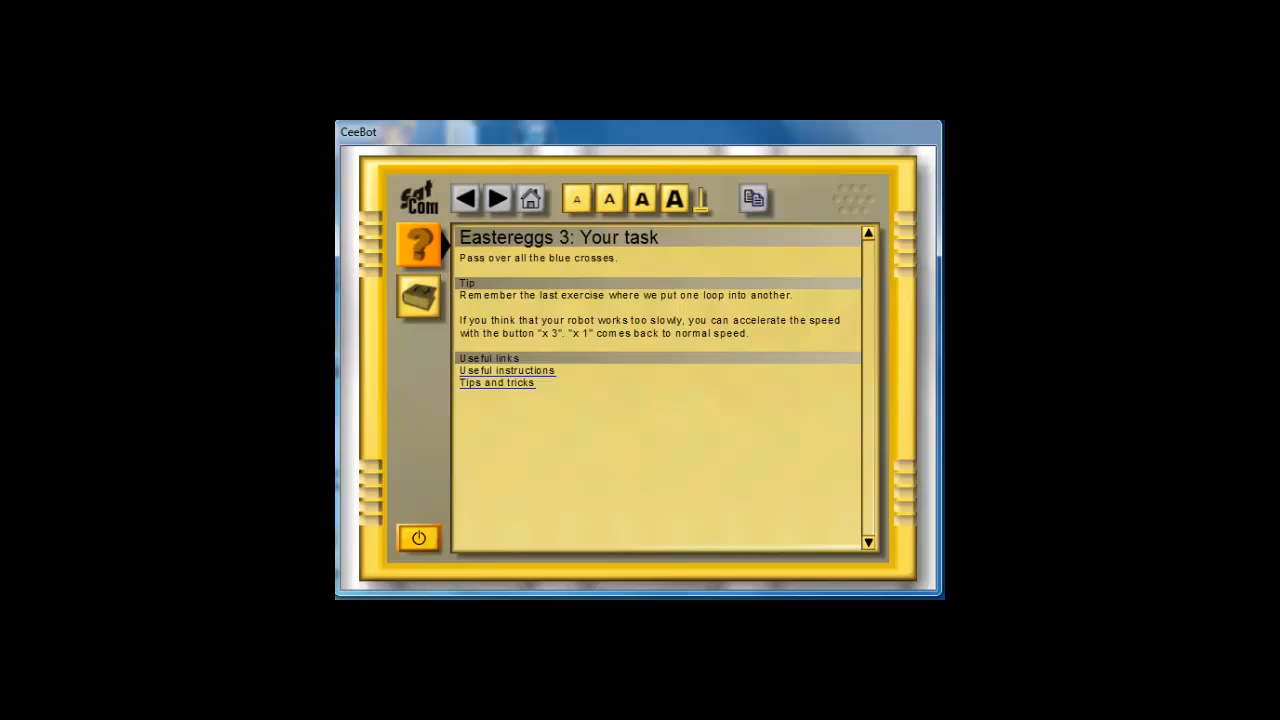 CeeBot
Sat
Com
A A A A
?
Eastereggs 3: Your task
Pass over all the blue crosses.
Tip
Remember the last exercise where we put one loop into another.
If you think that your robot works too slowly, you can accelerate the speed
with the button "x 3". "x 1" comes back to normal speed.
Useful links
Useful instructions
Tips and tricks